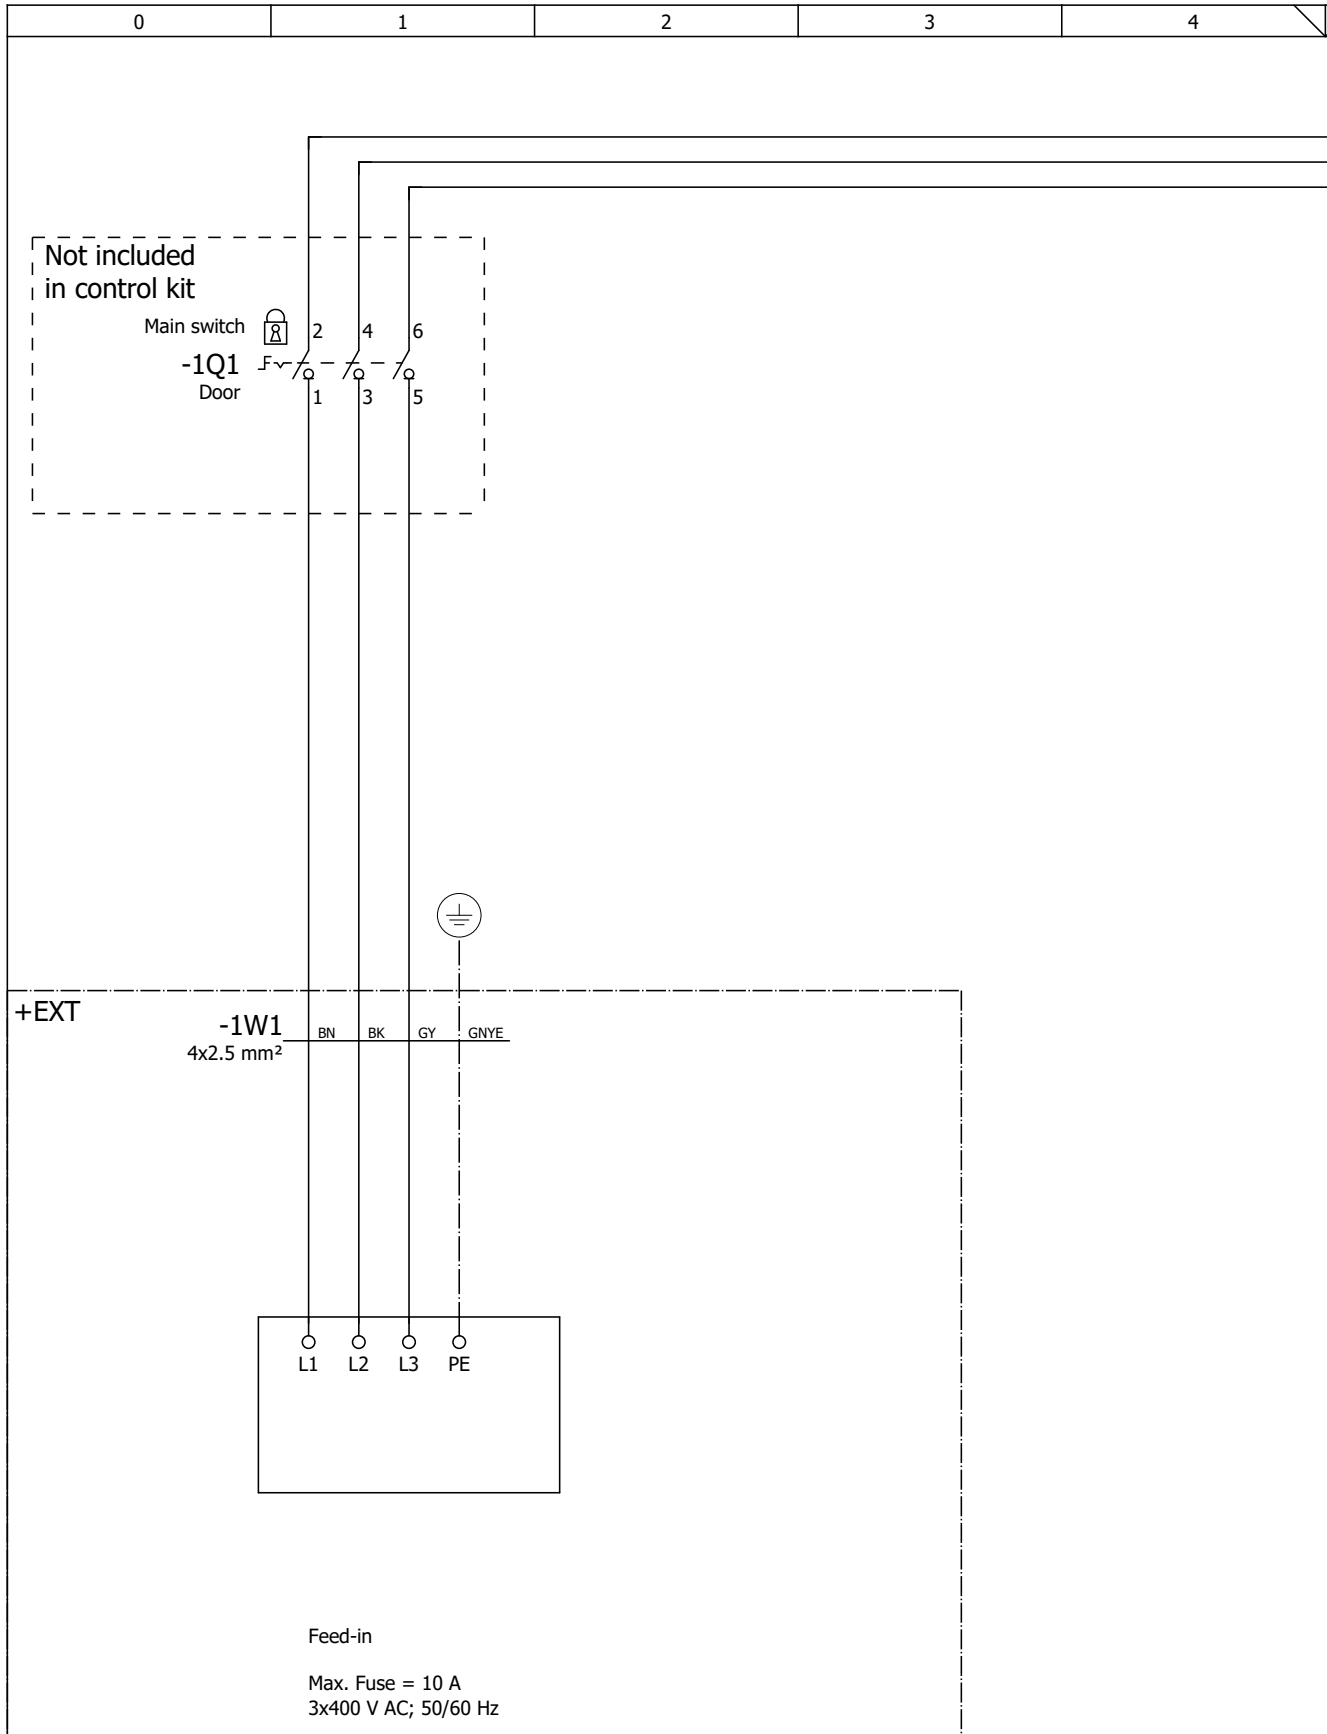 0 1 2 3 4
Not included
in control kit
Main switch 2 4 6
-1Q1
Door 1 3 5
+EXT
-1W1 BN BK GY GNYE
4x2.5 mm²
L1 L2 L3 PE
Feed-in
Max. Fuse = 10 A
3x400 V AC; 50/60 Hz